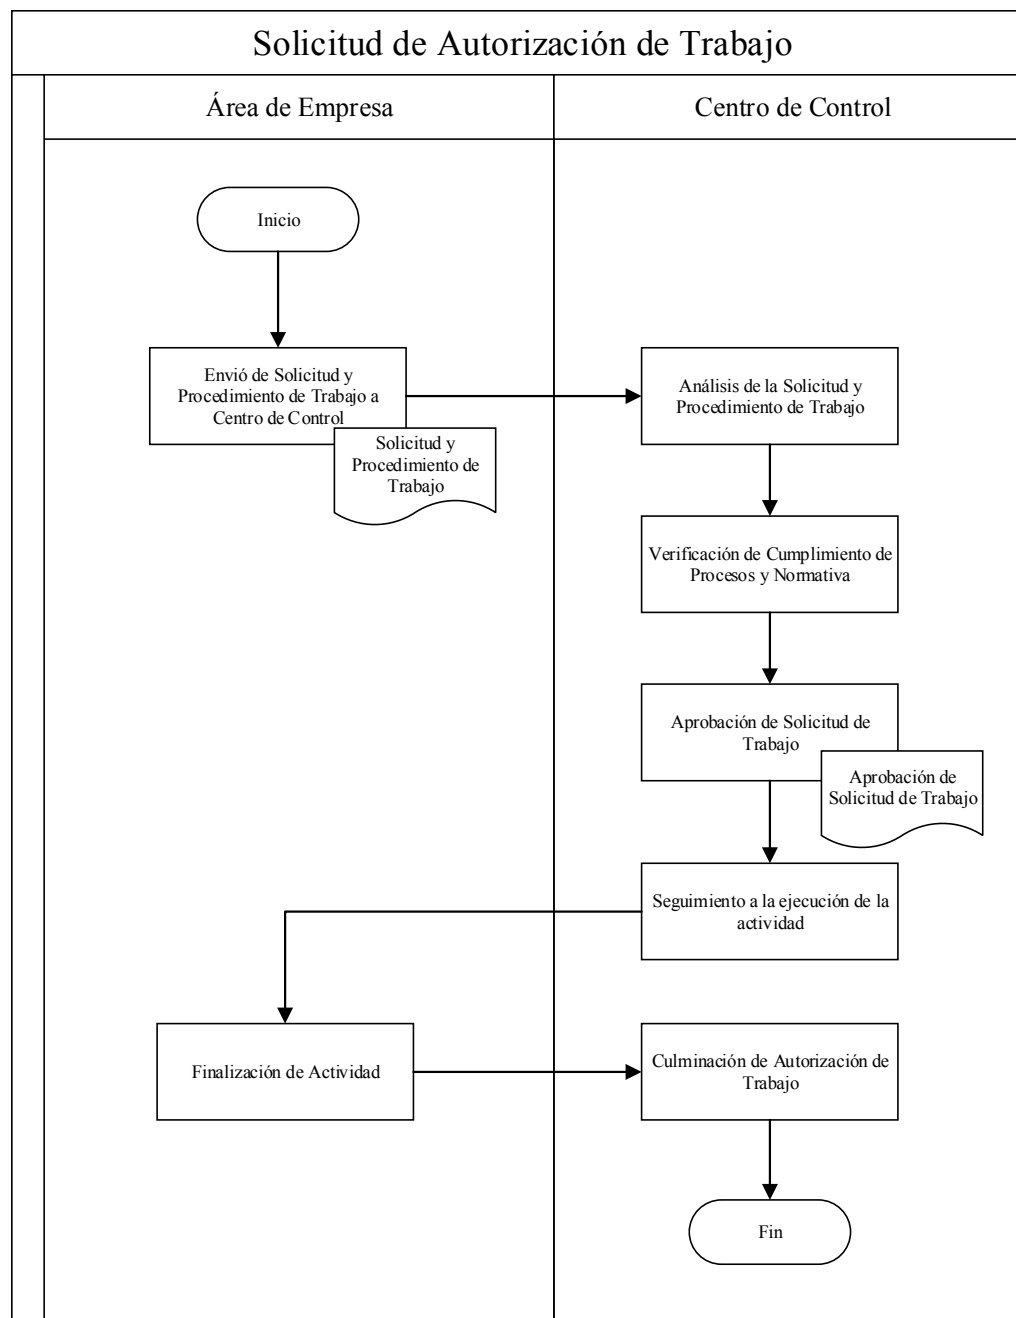 Solicitud de Autorización de Trabajo
Área de Empresa
Centro de Control
Inicio
Envió de Solicitud y
Procedimiento de Trabajo a
Centro de Control
Solicitud y
Procedimiento de
Trabajo
Análisis de la Solicitud y
Procedimiento de Trabajo
Verificación de Cumplimiento de
Procesos y Normativa
Aprobación de Solicitud de
Trabajo
Aprobación de
Solicitud de Trabajo
Seguimiento a la ejecución de la
actividad
Finalización de Actividad
Culminación de Autorización de
Trabajo
Fin